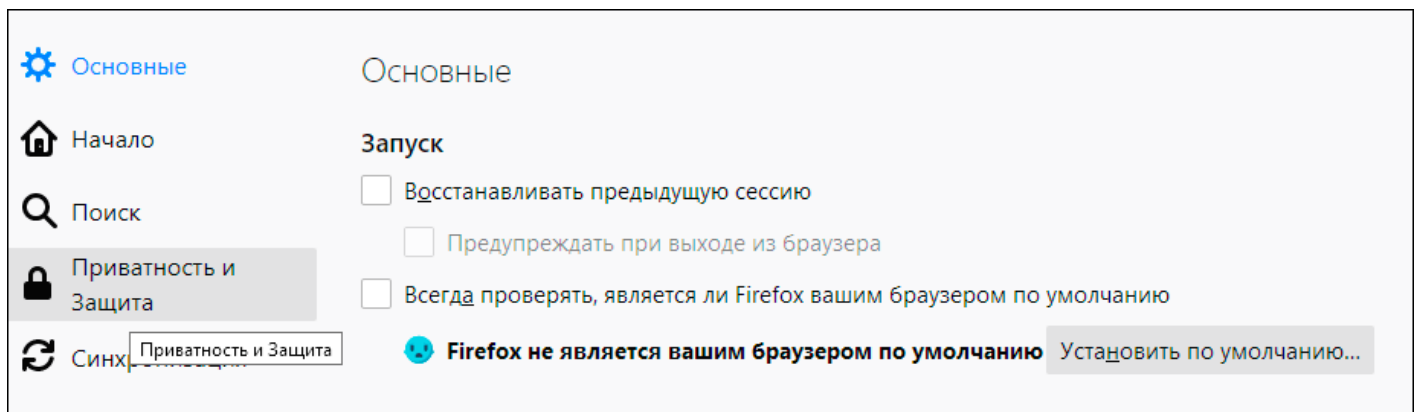 Основные
Начало
Поиск
Приватность и
Защита
Приватность и Защита
Основные
Запуск
Восстанавливать предыдущую сессию
Предупреждать при выходе из браузера
Всегда проверять, является ли Firefox вашим браузером по умолчанию
Firefox не является вашим браузером по умолчанию Установить по умолчанию...